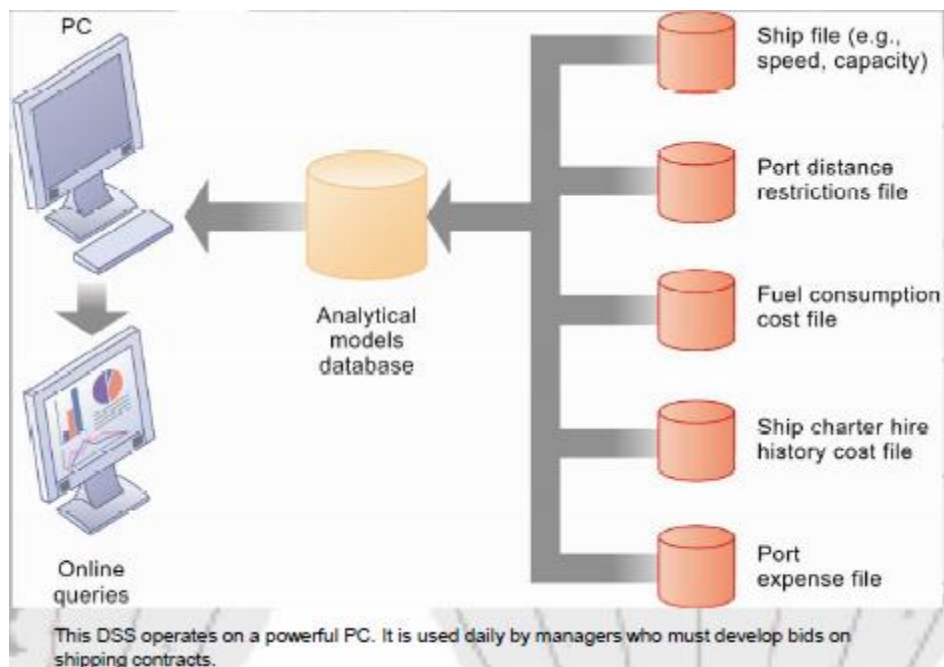 PC
Ship file (e.g.,
speed, capacity)
Port distance
restrictions file
Analytical
models
database
Fuel consumption
cost file
Ship charter hire
history cost file
Online
queries
Port
expense file
This DSS operates on a powerful PC. It is used daily by managers who must develop bids on
shipping contracts.